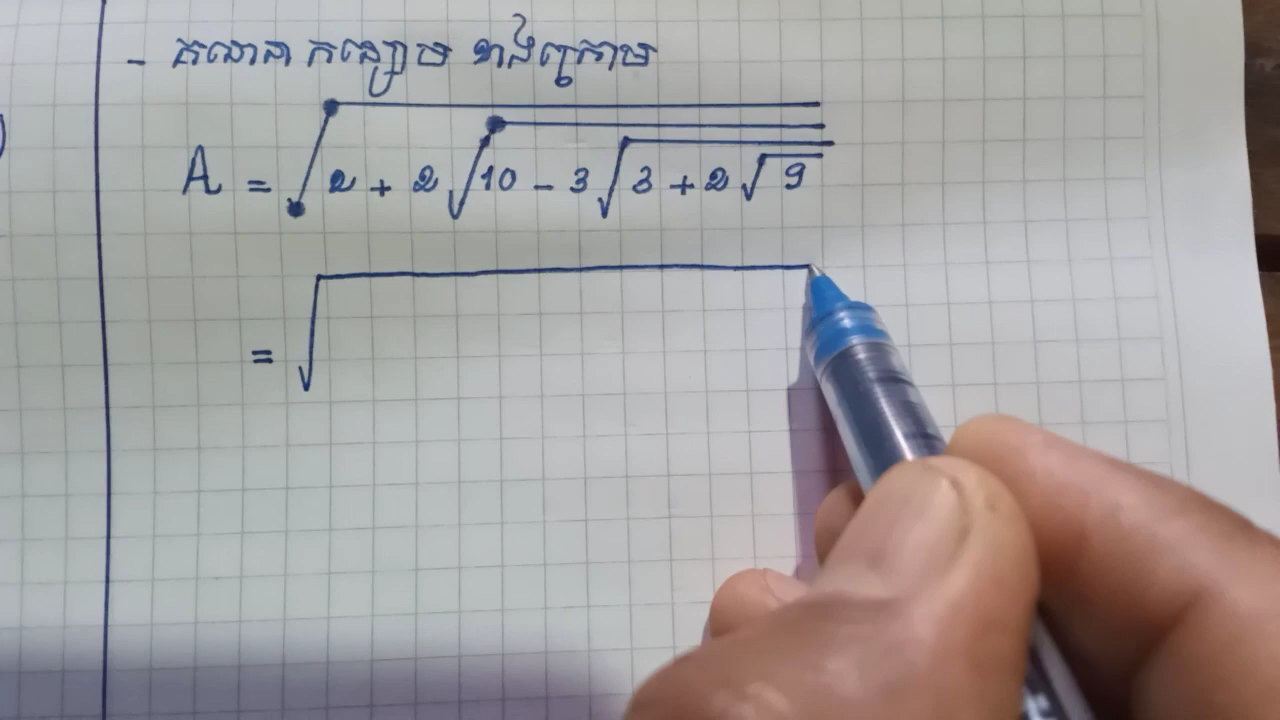 - គណនា កន្សោម ខាងក្រោម
A = √(2 + 2√(10 - 3√(3 + 2√9)))
= √